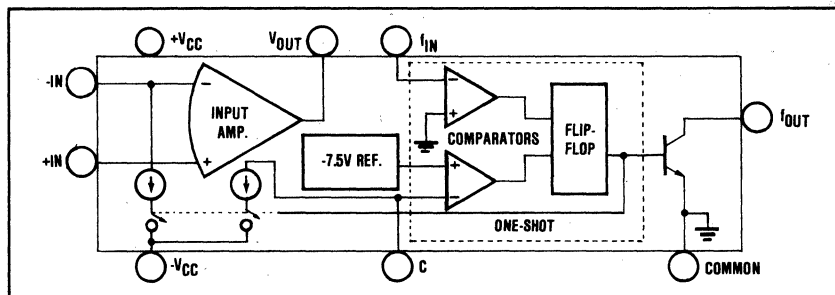 +VCC
VOUT
fIN
-IN
INPUT
AMP.
+IN
COMPARATORS
FLIP-
FLOP
fOUT
-7.5V REF.
ONE-SHOT
-VCC
C
COMMON